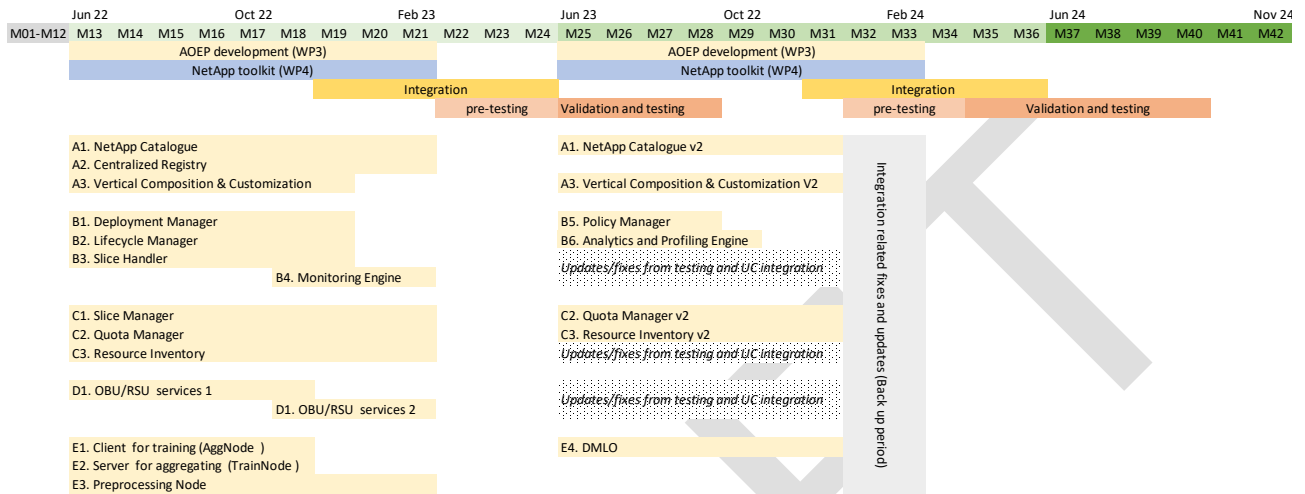 Jun 22 Oct 22 Feb 23 Jun 23 Oct 22 Feb 24 Jun 24 Nov 24
M01-M12 M13 M14 M15 M16 M17 M18 M19 M20 M21 M22 M23 M24 M25 M26 M27 M28 M29 M30 M31 M32 M33 M34 M35 M36 M37 M38 M39 M40 M41 M42
AOEP development (WP3) AOEP development (WP3)
NetApp toolkit (WP4) NetApp toolkit (WP4)
Integration Integration
pre-testing Validation and testing pre-testing Validation and testing
A1. NetApp Catalogue A1. NetApp Catalogue v2
A2. Centralized Registry
A3. Vertical Composition & Customization A3. Vertical Composition & Customization V2
B1. Deployment Manager B5. Policy Manager
B2. Lifecycle Manager B6. Analytics and Profiling Engine
B3. Slice Handler Updates/fixes from testing and UC integration
B4. Monitoring Engine
C1. Slice Manager C2. Quota Manager v2
C2. Quota Manager C3. Resource Inventory v2
C3. Resource Inventory Updates/fixes from testing and UC integration
D1. OBU/RSU services 1 Updates/fixes from testing and UC integration
D1. OBU/RSU services 2
E1. Client for training (AggNode ) E4. DMLO
E2. Server for aggregating (TrainNode )
E3. Preprocessing Node
Integration related fixes and updates (Back up period)